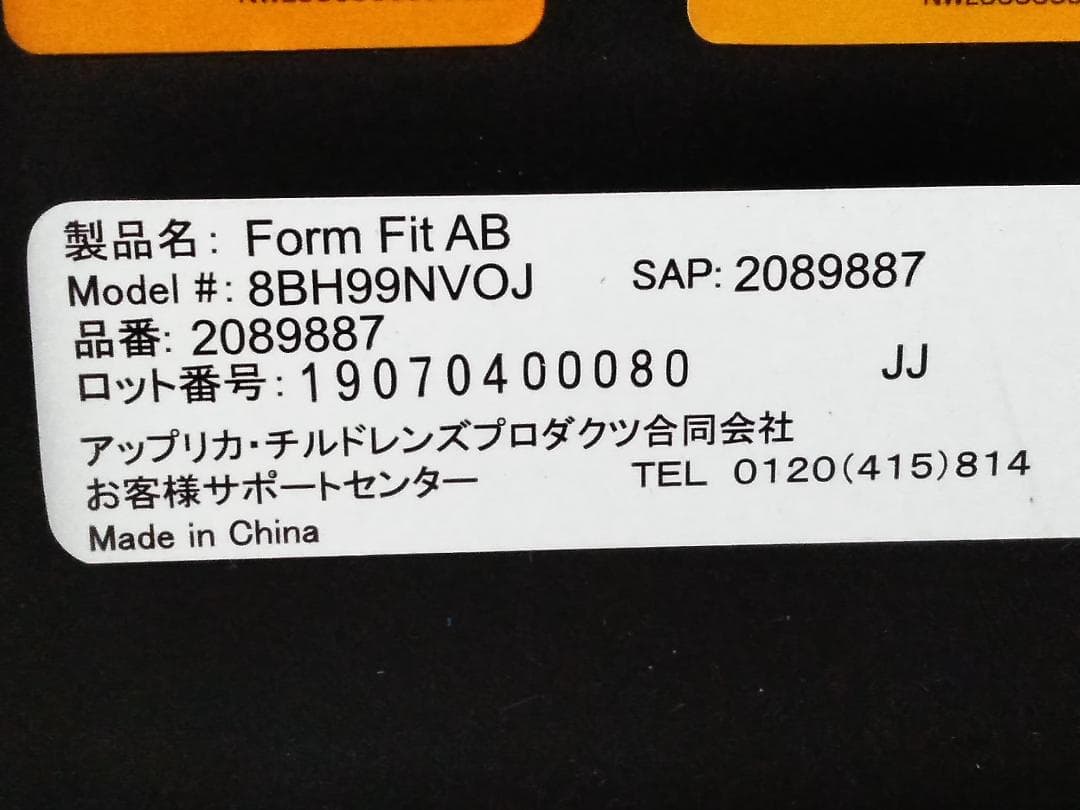 製品名: Form Fit AB
Model #: 8BH99NVOJ SAP: 2089887
品番: 2089887
ロット番号: 19070400080 JJ
アップリカ・チルドレンズプロダクツ合同会社
お客様サポートセンター TEL 0120(415)814
Made in China